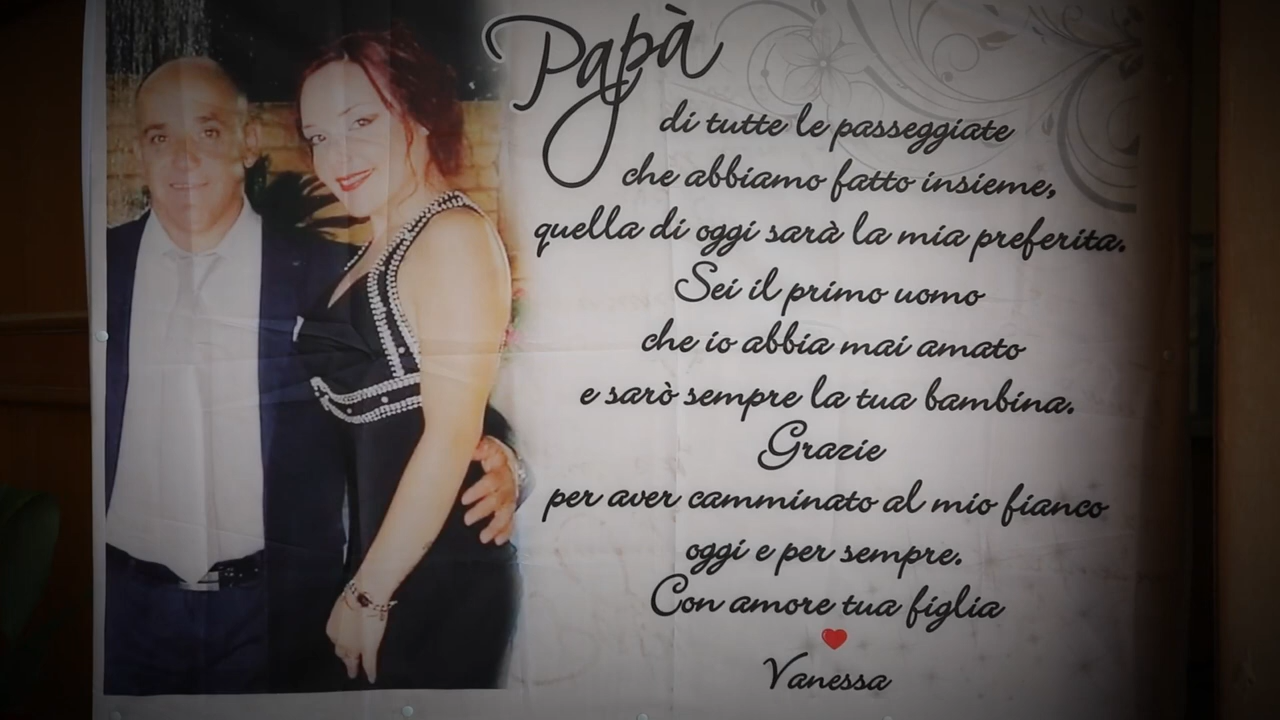 Papà
di tutte le passeggiate
che abbiamo fatto insieme,
quella di oggi sarà la mia preferita.
Sei il primo uomo
che io abbia mai amato
e sarò sempre la tua bambina.
Grazie
per aver camminato al mio fianco
oggi e per sempre.
Con amore tua figlia
Vanessa